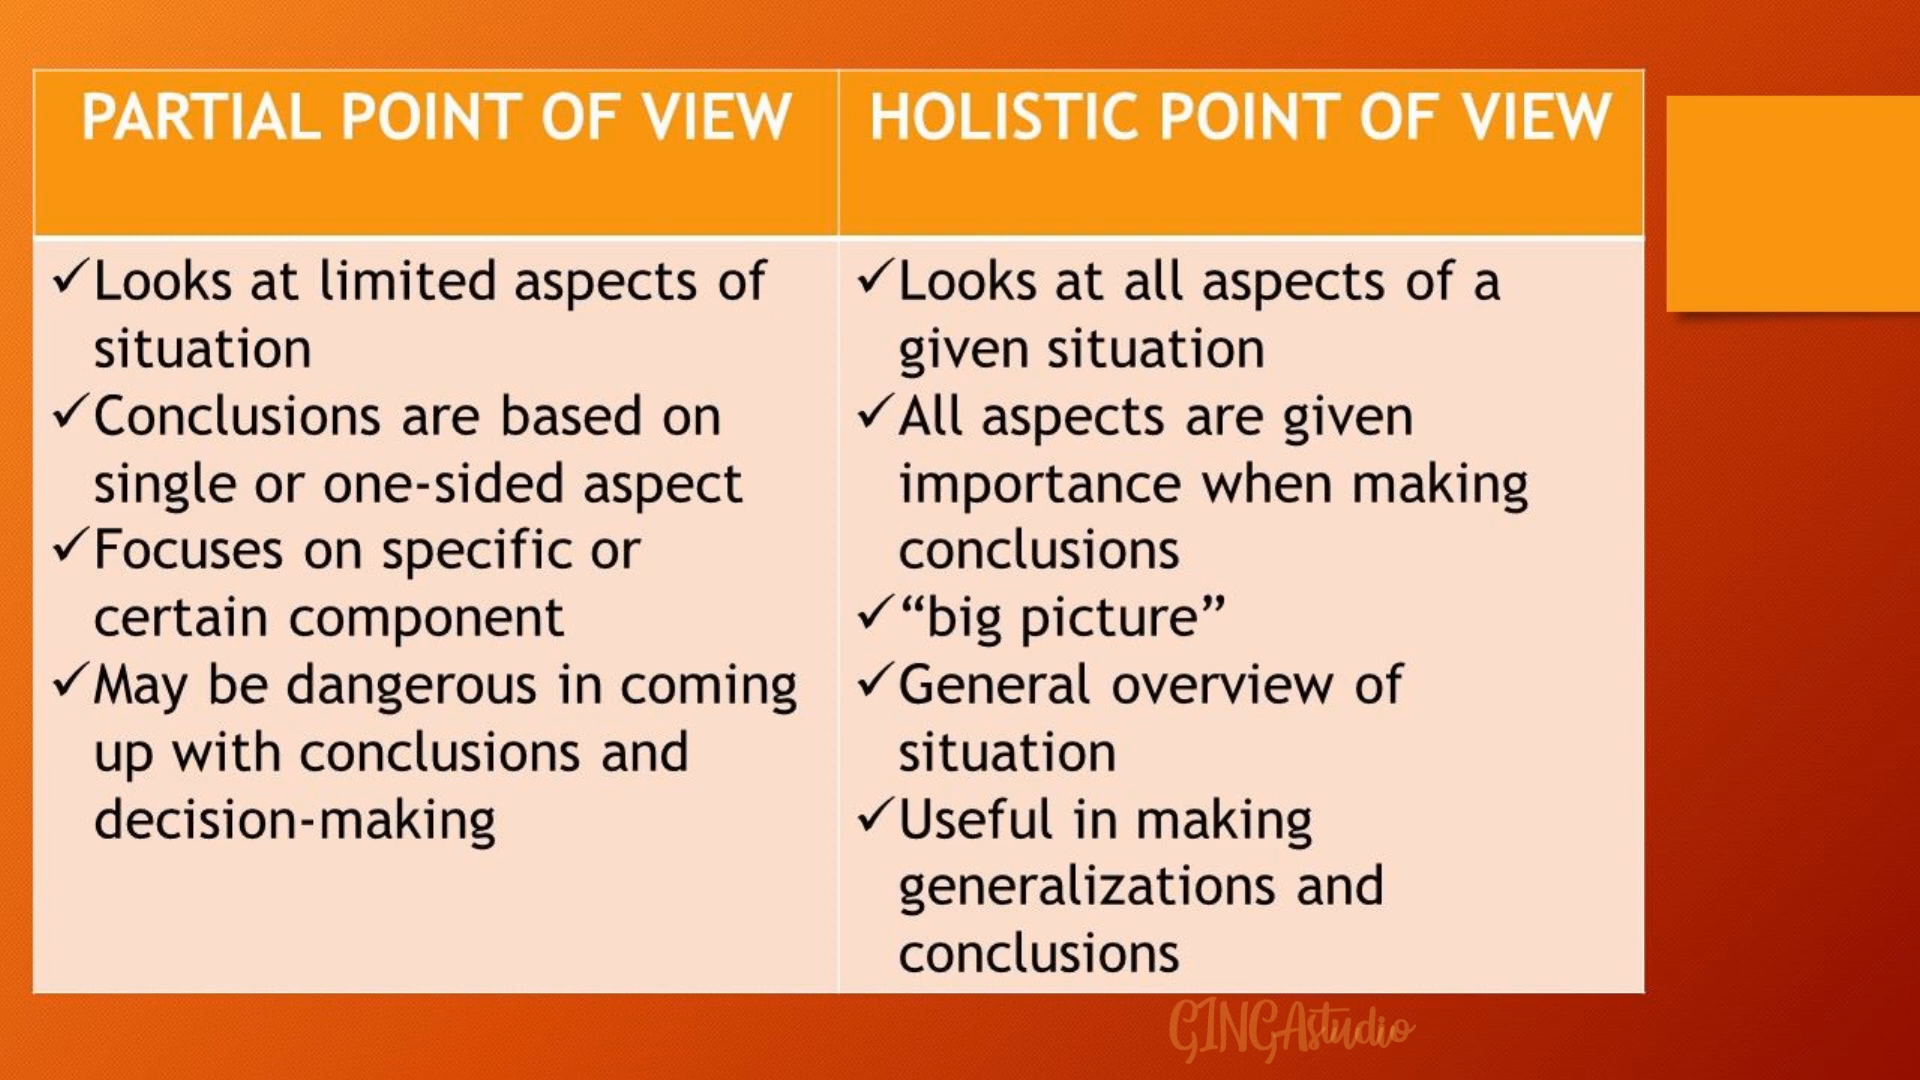 PARTIAL POINT OF VIEW
HOLISTIC POINT OF VIEW
✓Looks at limited aspects of
situation
✓Conclusions are based on
single or one-sided aspect
✓Focuses on specific or
certain component
✓May be dangerous in coming
up with conclusions and
decision-making
✓Looks at all aspects of a
given situation
✓All aspects are given
importance when making
conclusions
✓“big picture”
✓General overview of
situation
✓Useful in making
generalizations and
conclusions
GINGAstudio